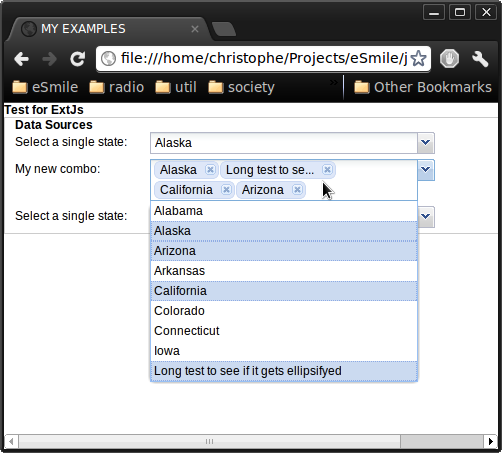 MY EXAMPLES
file:///home/christophe/Projects/eSmile/j
eSmile radio util society Other Bookmarks
Test for ExtJs
Data Sources
Select a single state: Alaska
My new combo: Alaska Long test to se...
California Arizona
Select a single state:
Alabama
Alaska
Arizona
Arkansas
California
Colorado
Connecticut
Iowa
Long test to see if it gets ellipsifyed